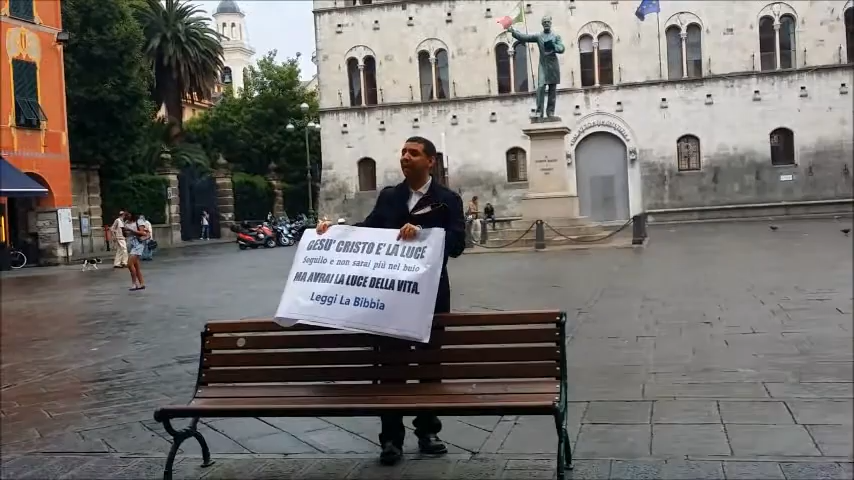 GESU' CRISTO E' LA LUCE
seguilo e non sarai più nel buio
MA AVRAI LA LUCE DELLA VITA
Leggi La Bibbia